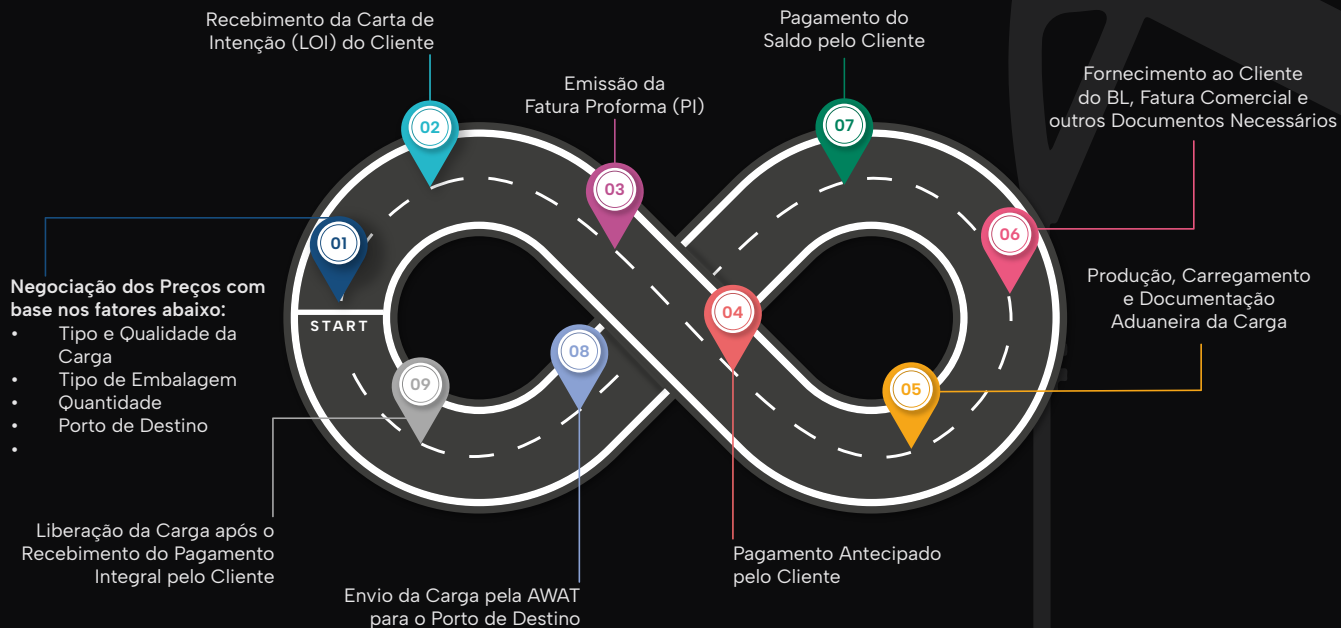 Recebimento da Carta de
Intenção (LOI) do Cliente
Pagamento do
Saldo pelo Cliente
Emissão da
Fatura Proforma (PI)
Fornecimento ao Cliente
do BL, Fatura Comercial e
outros Documentos Necessários
02
07
03
01
06
Negociação dos Preços com
base nos fatores abaixo:
• Tipo e Qualidade da
Carga
• Tipo de Embalagem
• Quantidade
• Porto de Destino
•
START
Produção, Carregamento
e Documentação
Aduaneira da Carga
04
08
09
05
Liberação da Carga após o
Recebimento do Pagamento
Integral pelo Cliente
Pagamento Antecipado
pelo Cliente
Envio da Carga pela AWAT
para o Porto de Destino